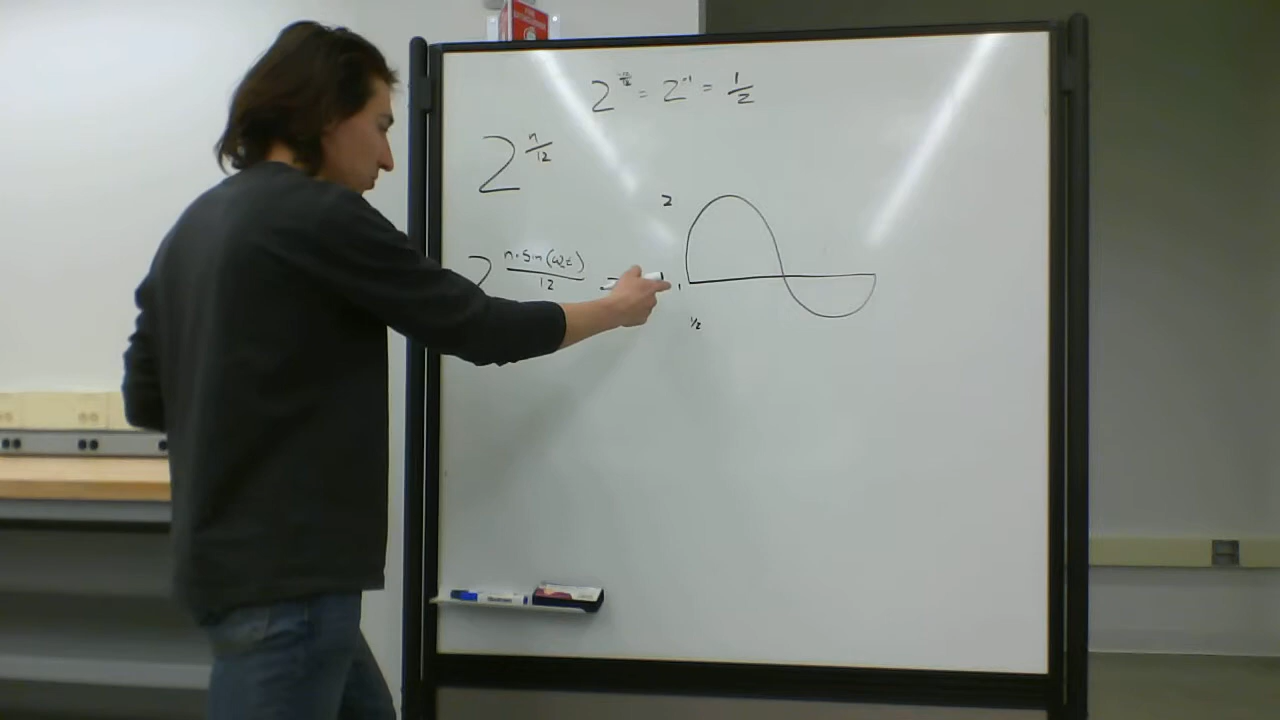 2^(-12/12) = 2^-1 = 1/2
2^(n/12)
2^(n·sin(ωt)/12) =
2
1
1/2